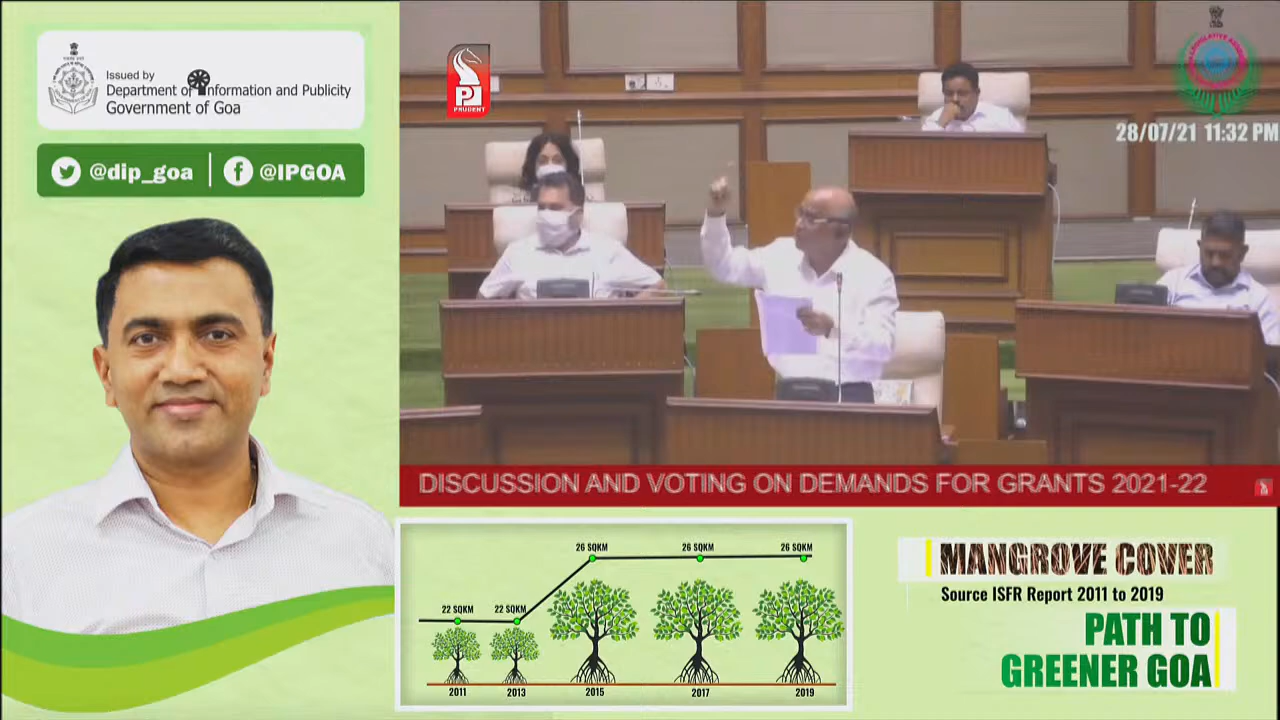 Issued by
Department of Information and Publicity
Government of Goa
@dip_goa
@IPGOA
PRUDENT
28/07/21 11:32 PM
DISCUSSION AND VOTING ON DEMANDS FOR GRANTS 2021-22
22 SQKM
22 SQKM
26 SQKM
26 SQKM
26 SQKM
2011
2013
2015
2017
2019
MANGROVE COVER
Source ISFR Report 2011 to 2019
PATH TO
GREENER GOA